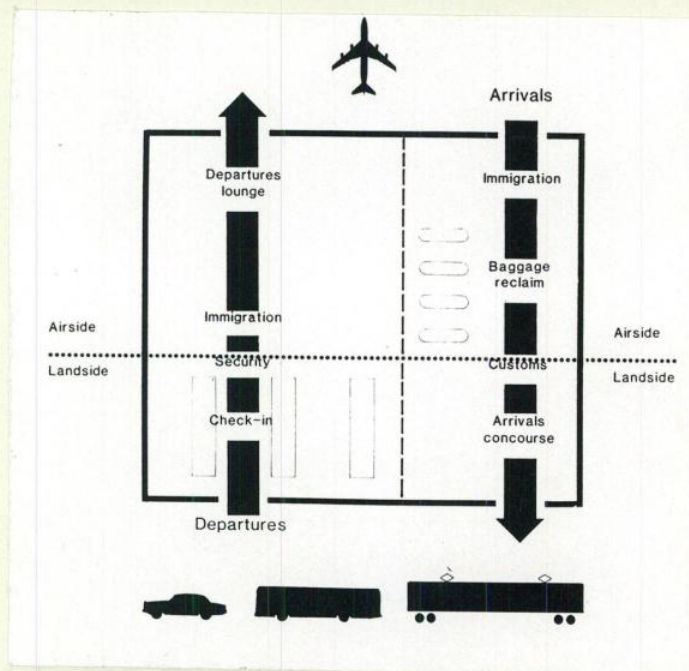 Arrivals
Departures
lounge
Immigration
Immigration
Baggage
reclaim
Airside
Airside
Security
Customs
Landside
Landside
Check-in
Arrivals
concourse
Departures